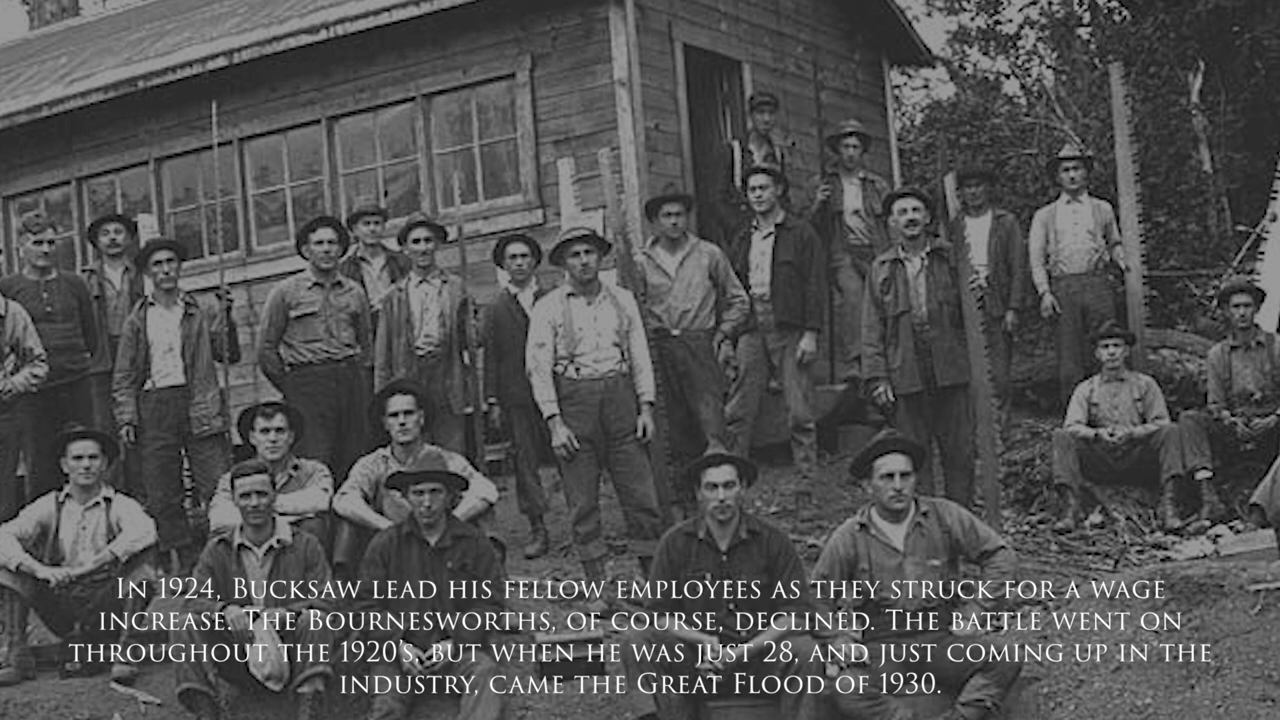 In 1924, Bucksaw lead his fellow employees as they struck for a wage
increase. The Bournesworths, of course, declined. The battle went on
throughout the 1920's, but when he was just 28, and just coming up in the
industry, came the Great Flood of 1930.